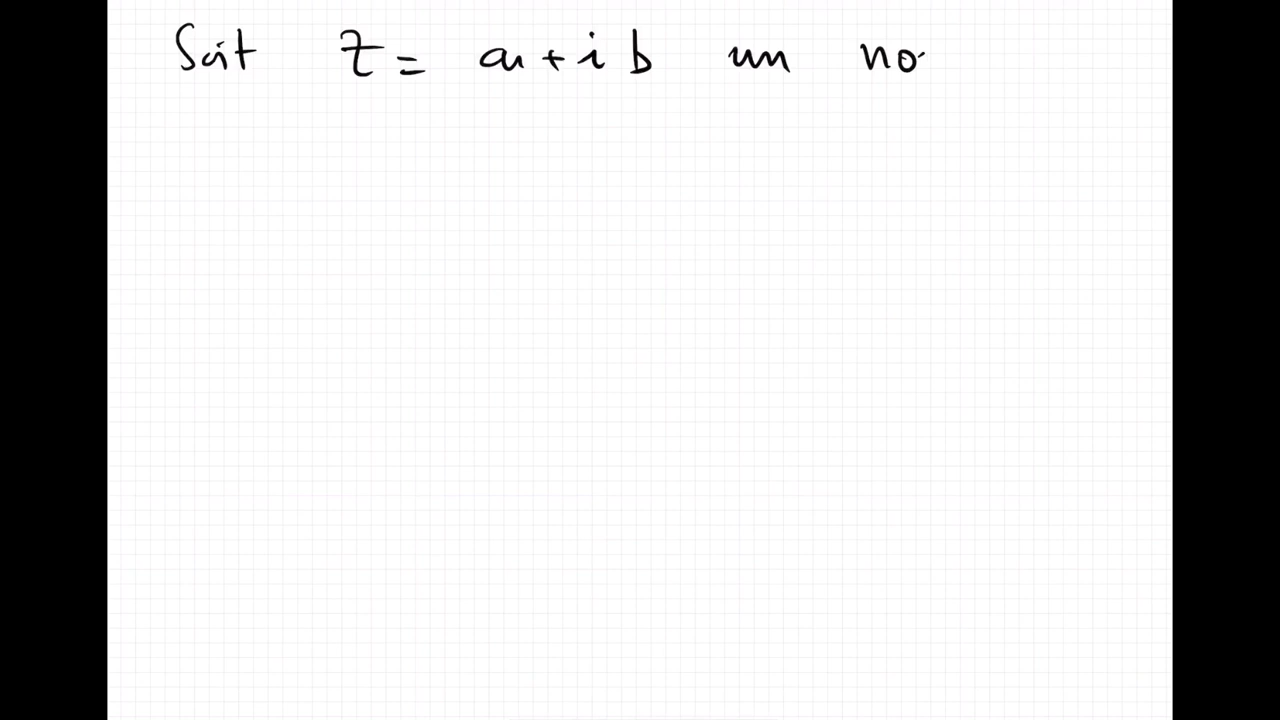 Soit z = a + i b un no